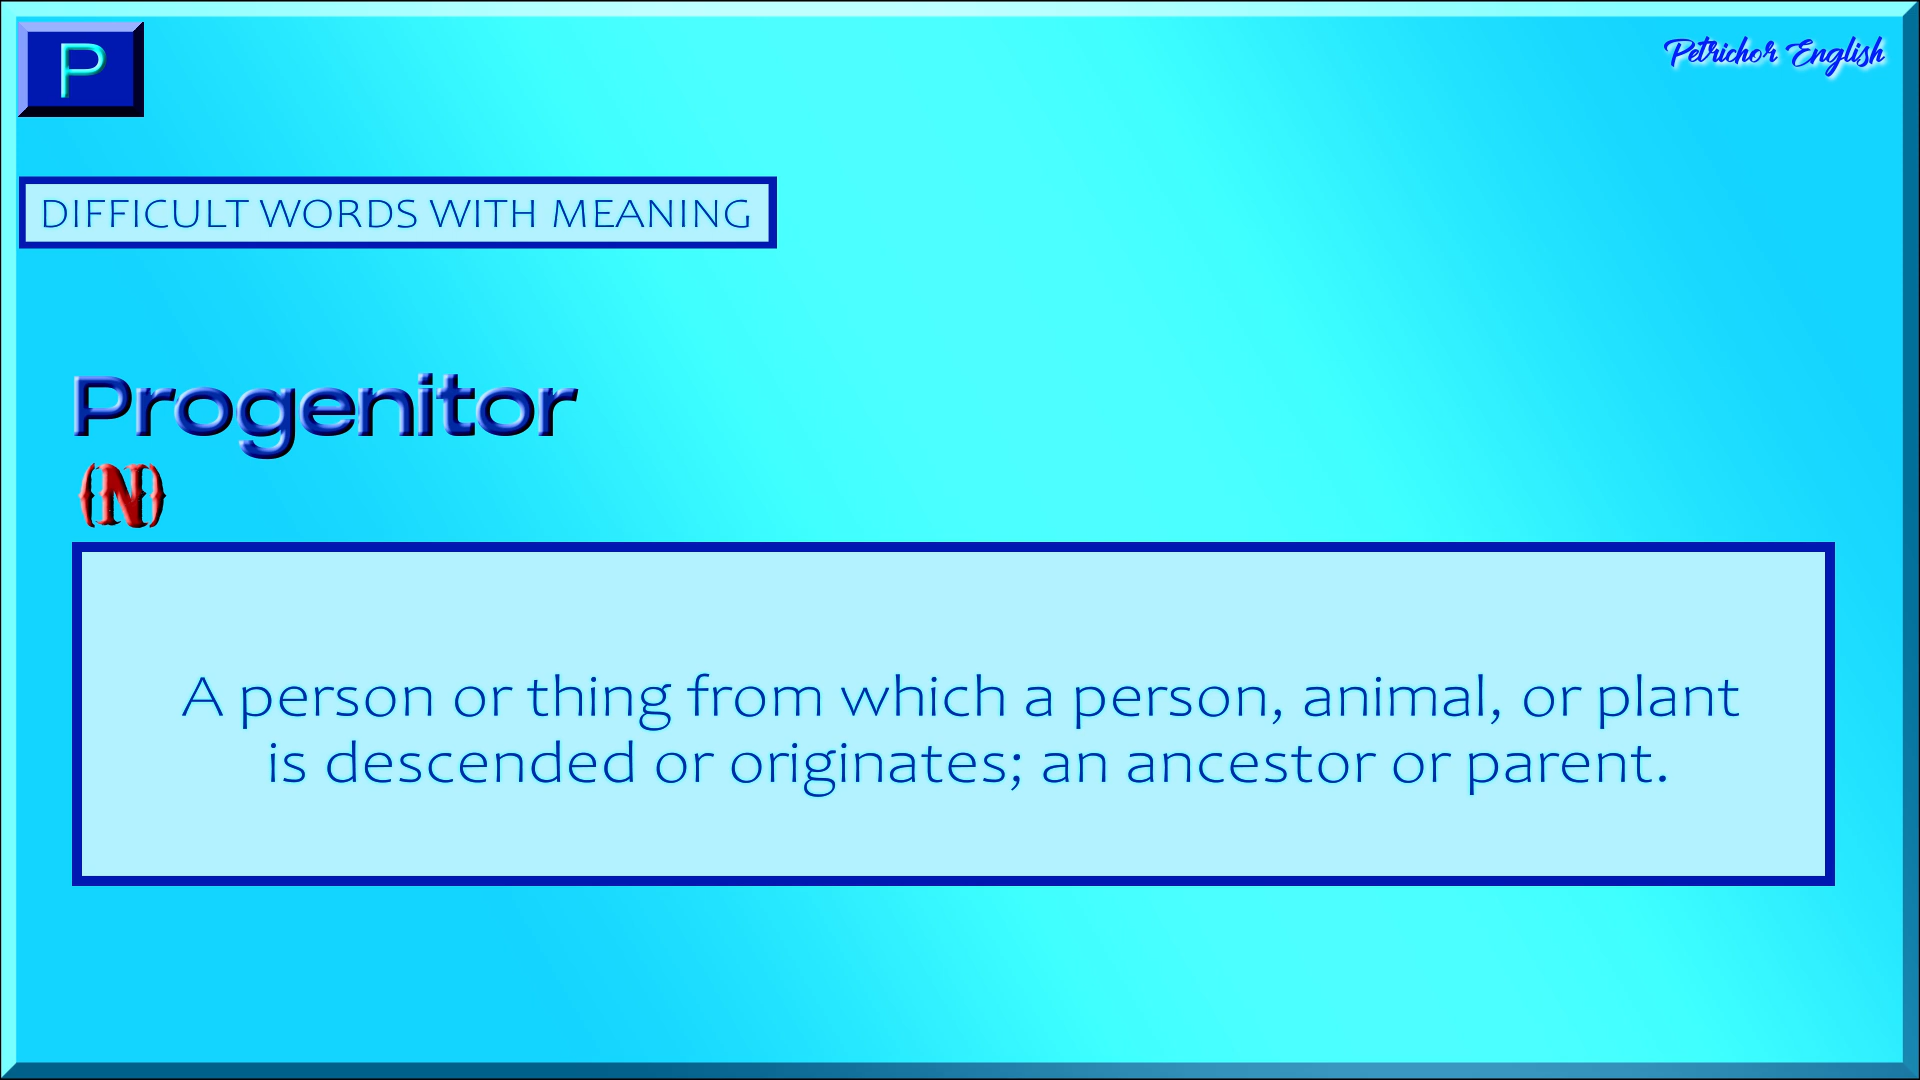 P
Petrichor English
DIFFICULT WORDS WITH MEANING
Progenitor
(N)
A person or thing from which a person, animal, or plant
is descended or originates; an ancestor or parent.